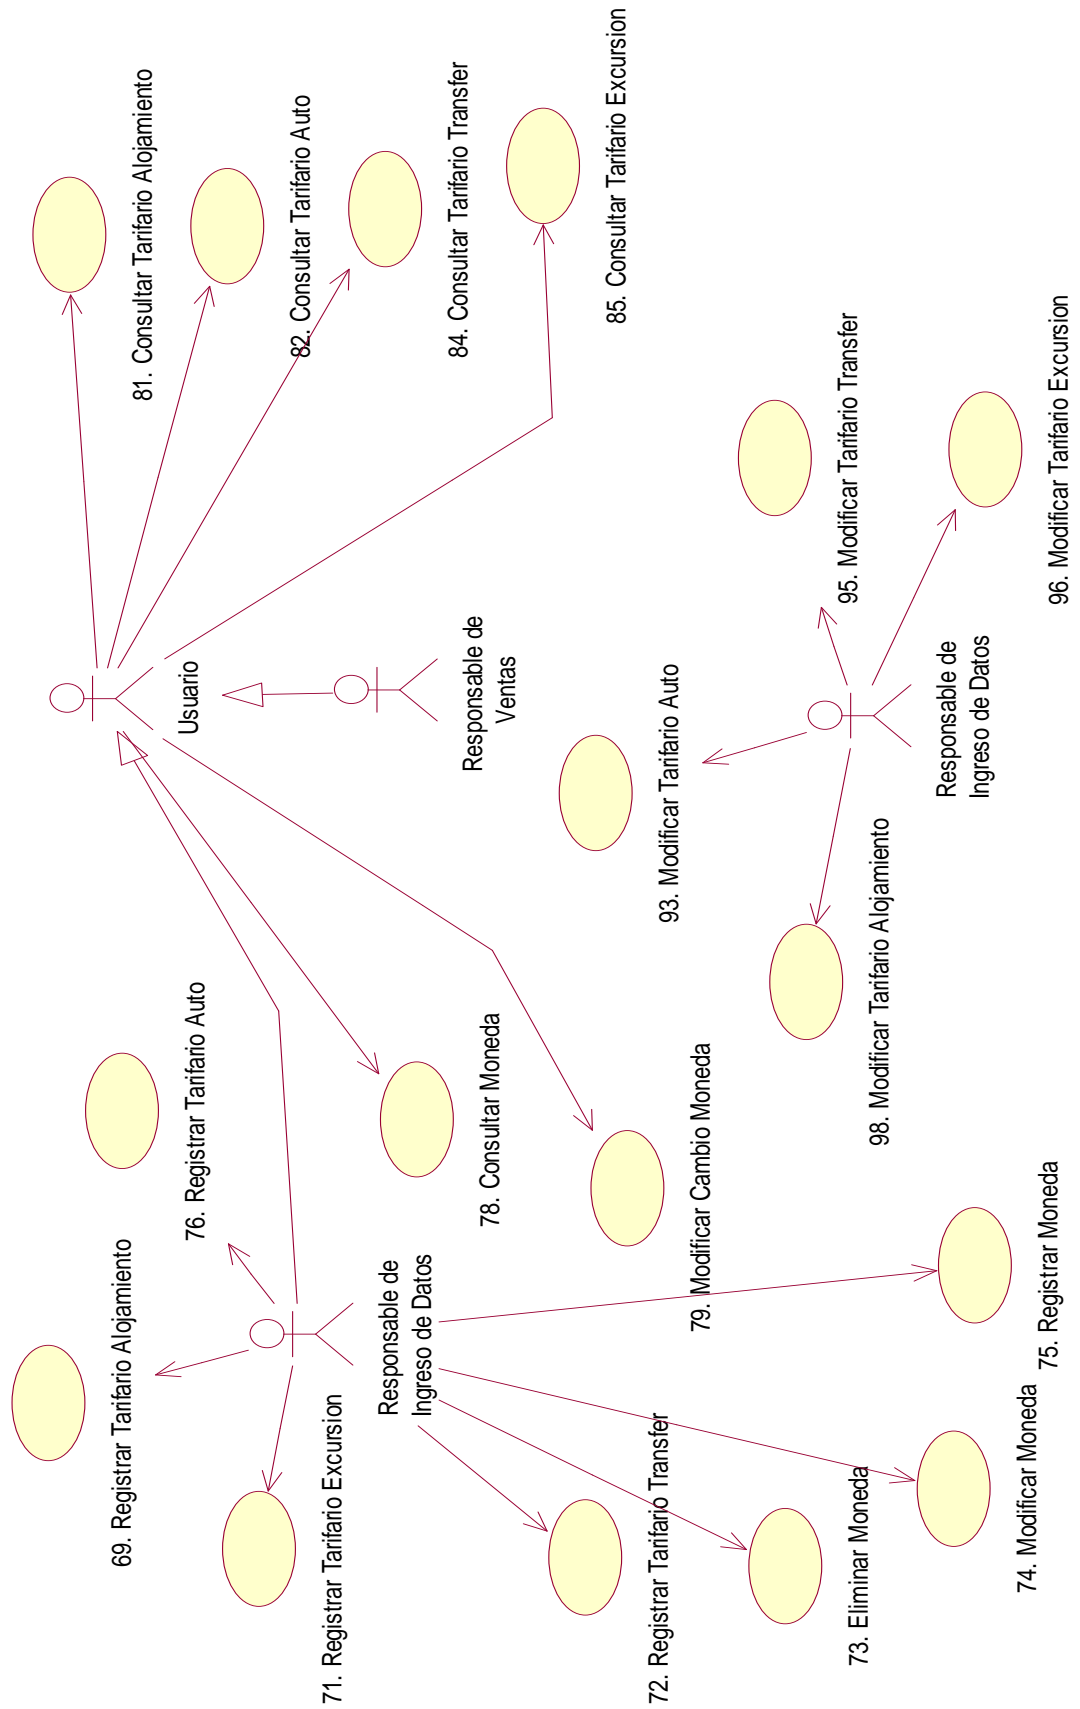 69. Registrar Tarifario Alojamiento
76. Registrar Tarifario Auto
Usuario
81. Consultar Tarifario Alojamiento
82. Consultar Tarifario Auto
71. Registrar Tarifario Excursion
Responsable de
Ingreso de Datos
78. Consultar Moneda
Responsable de
Ventas
84. Consultar Tarifario Transfer
85. Consultar Tarifario Excursion
72. Registrar Tarifario Transfer
79. Modificar Cambio Moneda
93. Modificar Tarifario Auto
73. Eliminar Moneda
98. Modificar Tarifario Alojamiento
95. Modificar Tarifario Transfer
Responsable de
Ingreso de Datos
74. Modificar Moneda
75. Registrar Moneda
96. Modificar Tarifario Excursion